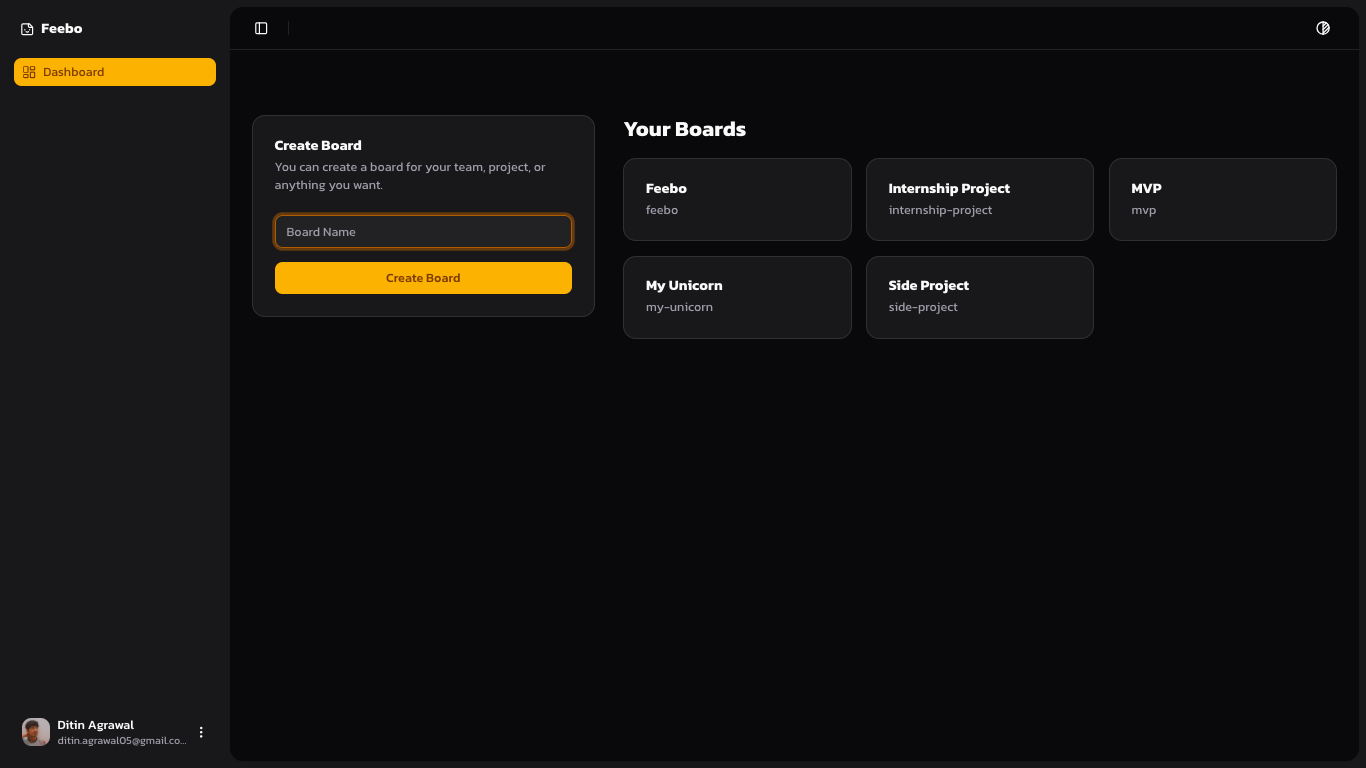 Feebo
Dashboard
Create Board
You can create a board for your team, project, or
anything you want.
Board Name
Create Board
Your Boards
Feebo
feebo
Internship Project
internship-project
MVP
mvp
My Unicorn
my-unicorn
Side Project
side-project
Ditin Agrawal
ditin.agrawal05@gmail.co...